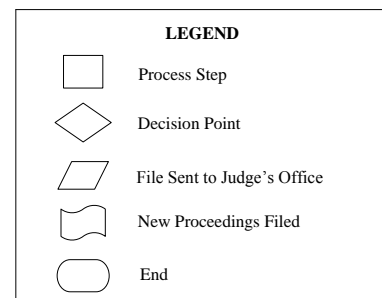 LEGEND
Process Step
Decision Point
File Sent to Judge's Office
New Proceedings Filed
End